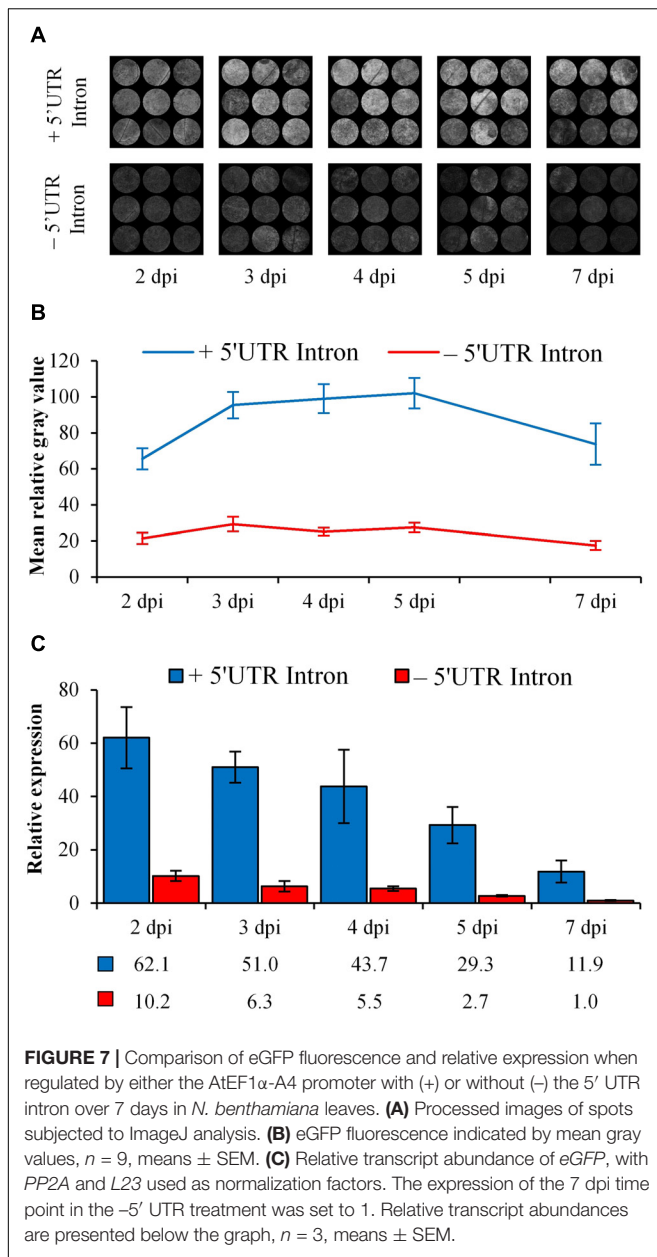 A
+ 5'UTR
Intron
– 5'UTR
Intron
2 dpi 3 dpi 4 dpi 5 dpi 7 dpi
B
+ 5'UTR Intron – 5'UTR Intron
Mean relative gray value
120
100
80
60
40
20
0
2 dpi 3 dpi 4 dpi 5 dpi 7 dpi
C
+ 5'UTR Intron – 5'UTR Intron
Relative expression
80
60
40
20
0
2 dpi 3 dpi 4 dpi 5 dpi 7 dpi
62.1 51.0 43.7 29.3 11.9
10.2 6.3 5.5 2.7 1.0
FIGURE 7 | Comparison of eGFP fluorescence and relative expression when
regulated by either the AtEF1α-A4 promoter with (+) or without (–) the 5′ UTR
intron over 7 days in N. benthamiana leaves. (A) Processed images of spots
subjected to ImageJ analysis. (B) eGFP fluorescence indicated by mean gray
values, n = 9, means ± SEM. (C) Relative transcript abundance of eGFP, with
PP2A and L23 used as normalization factors. The expression of the 7 dpi time
point in the –5′ UTR treatment was set to 1. Relative transcript abundances
are presented below the graph, n = 3, means ± SEM.